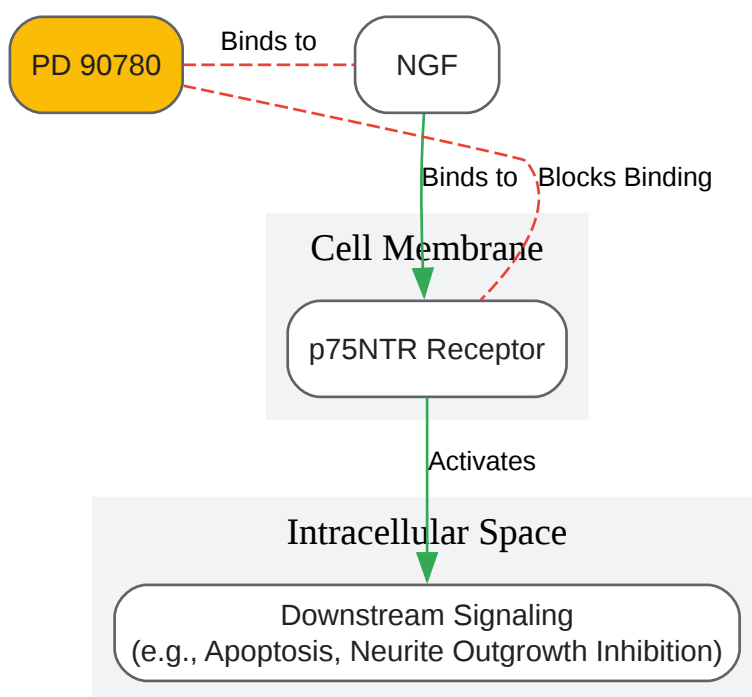 Binds to
PD 90780
NGF
Binds to
Blocks Binding
Cell Membrane
p75NTR Receptor
Activates
Intracellular Space
Downstream Signaling
(e.g., Apoptosis, Neurite Outgrowth Inhibition)